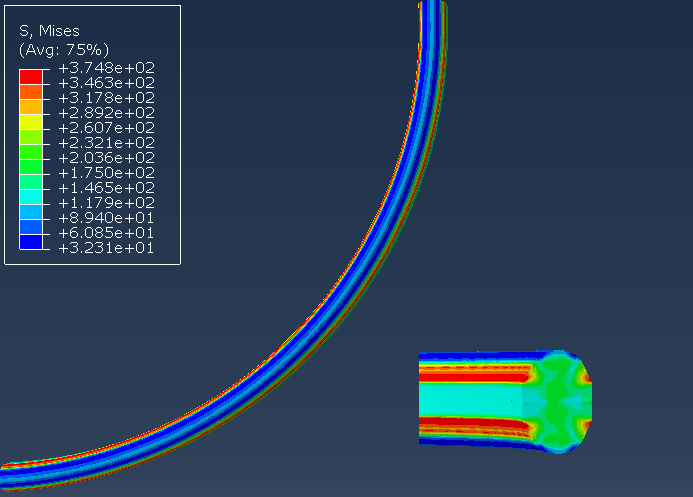 S, Mises
(Avg: 75%)
+3.748e+02
+3.463e+02
+3.178e+02
+2.892e+02
+2.607e+02
+2.321e+02
+2.036e+02
+1.750e+02
+1.465e+02
+1.179e+02
+8.940e+01
+6.085e+01
+3.231e+01